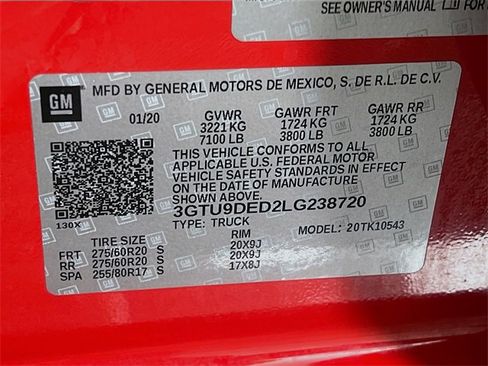 SEE OWNER'S MANUAL FOR
GM
MFD BY GENERAL MOTORS DE MEXICO, S. DE R.L. DE C.V.
01/20 GVWR GAWR FRT GAWR RR
3221 KG 1724 KG 1724 KG
7100 LB 3800 LB 3800 LB
THIS VEHICLE CONFORMS TO ALL
APPLICABLE U.S. FEDERAL MOTOR
VEHICLE SAFETY STANDARDS IN EFFECT
ON THE DATE OF MANUFACTURE
SHOWN ABOVE.
3GTU9DED2LG238720
130X TYPE: TRUCK MODEL: 20TK10543
TIRE SIZE RIM
FRT 275/60R20 S 20X9J
RR 275/60R20 S 20X9J
SPA 255/80R17 S 17X8J